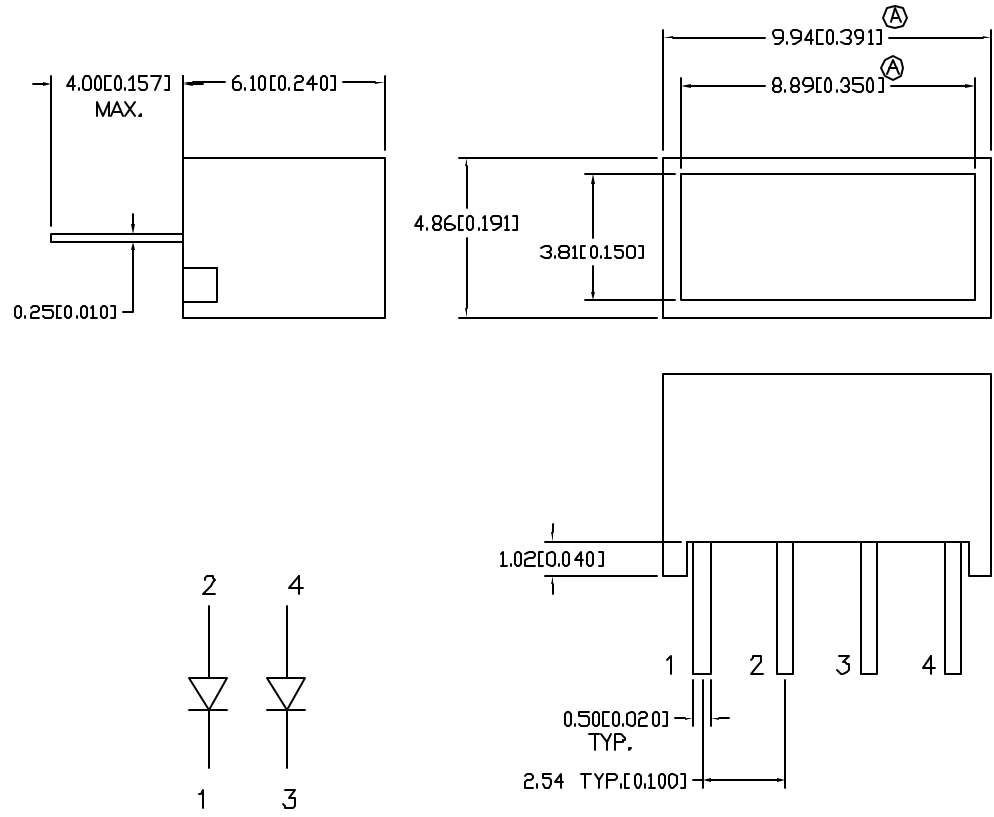 A
9.94[0.391]
A
4.00[0.157]
MAX.
6.10[0.240]
8.89[0.350]
4.86[0.191]
3.81[0.150]
0.25[0.010]
1.02[0.040]
2 4
1 2 3 4
0.50[0.020]
TYP.
2.54 TYP.[0.100]
1 3